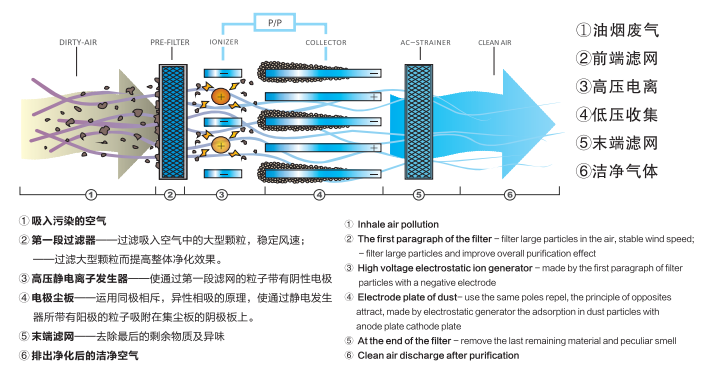 P/P
DIRTY-AIR
PRE-FILTER
IONIZER
COLLECTOR
AC-STRAINER
CLEAN AIR
①油烟废气
②前端滤网
③高压电离
④低压收集
⑤末端滤网
⑥洁净气体
① ② ③ ④ ⑤ ⑥
① 吸入污染的空气
② 第一段过滤器——过滤吸入空气中的大型颗粒，稳定风速；
——过滤大型颗粒而提高整体净化效。
③ 高压静电离子发生器——使通过第一段滤网的粒子带有阴性电极
④ 电极尘板——运用同极相斥，异性相吸的原理，使通过静电发生
器所带有阳极的粒子吸附在集尘板的阴极板上。
⑤ 末端滤网——去除最后的剩余物质及异味
⑥ 排出净化后的洁净空气
① Inhale air pollution
② The first paragraph of the filter – filter large particles in the air, stable wind speed;
– filter large particles and improve overall purification effect
③ High voltage electrostatic ion generator – made by the first paragraph of filter
particles with a negative electrode
④ Electrode plate of dust– use the same poles repel, the principle of opposites
attract, made by electrostatic generator the adsorption in dust particles with
anode plate cathode plate
⑤ At the end of the filter – remove the last remaining material and peculiar smell
⑥ Clean air discharge after purification